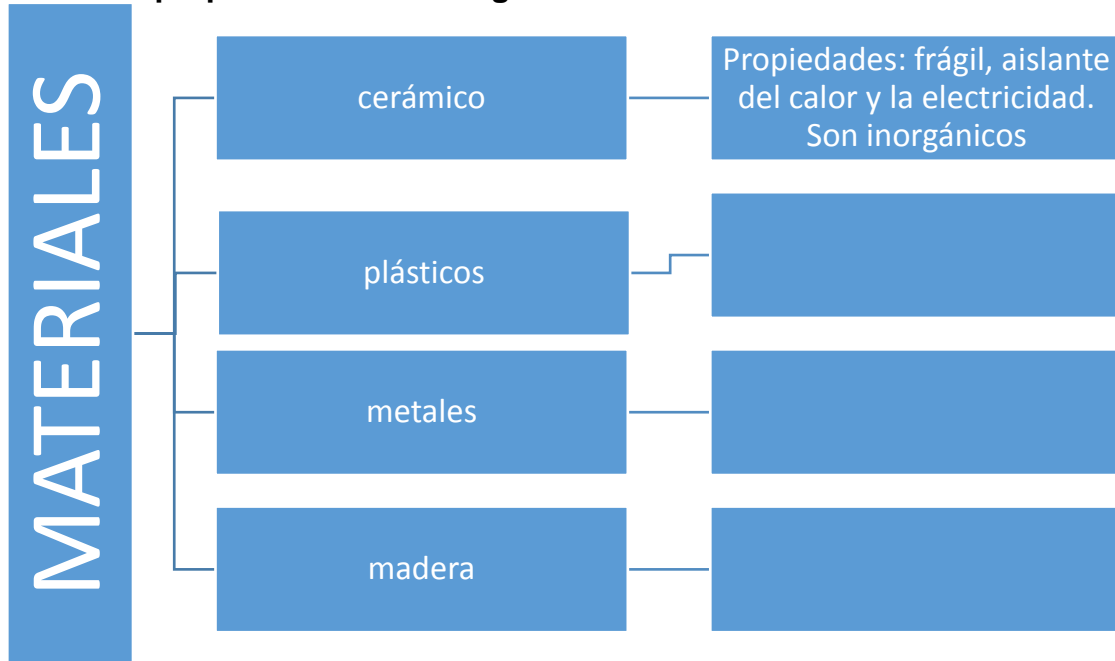 MATERIALES
cerámico
Propiedades: frágil, aislante
del calor y la electricidad.
Son inorgánicos
plásticos
metales
madera